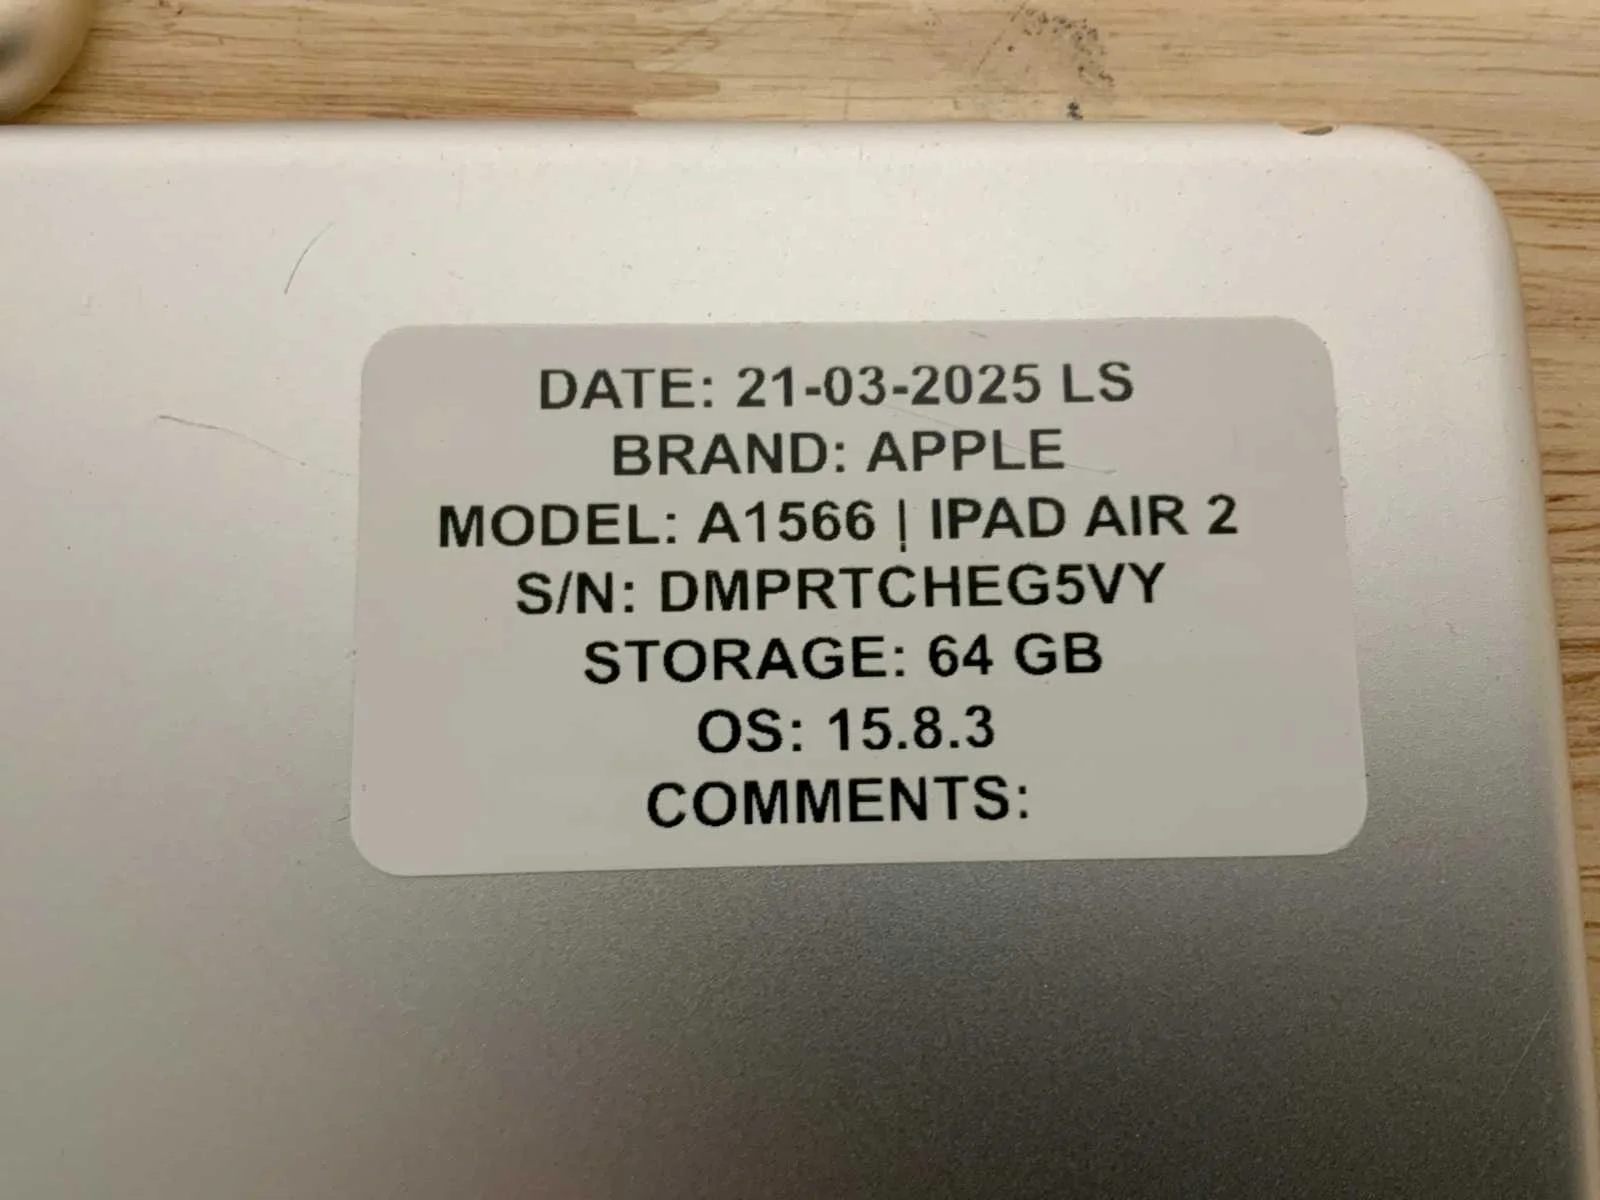 DATE: 21-03-2025 LS
BRAND: APPLE
MODEL: A1566 | IPAD AIR 2
S/N: DMPRTCHEG5VY
STORAGE: 64 GB
OS: 15.8.3
COMMENTS: